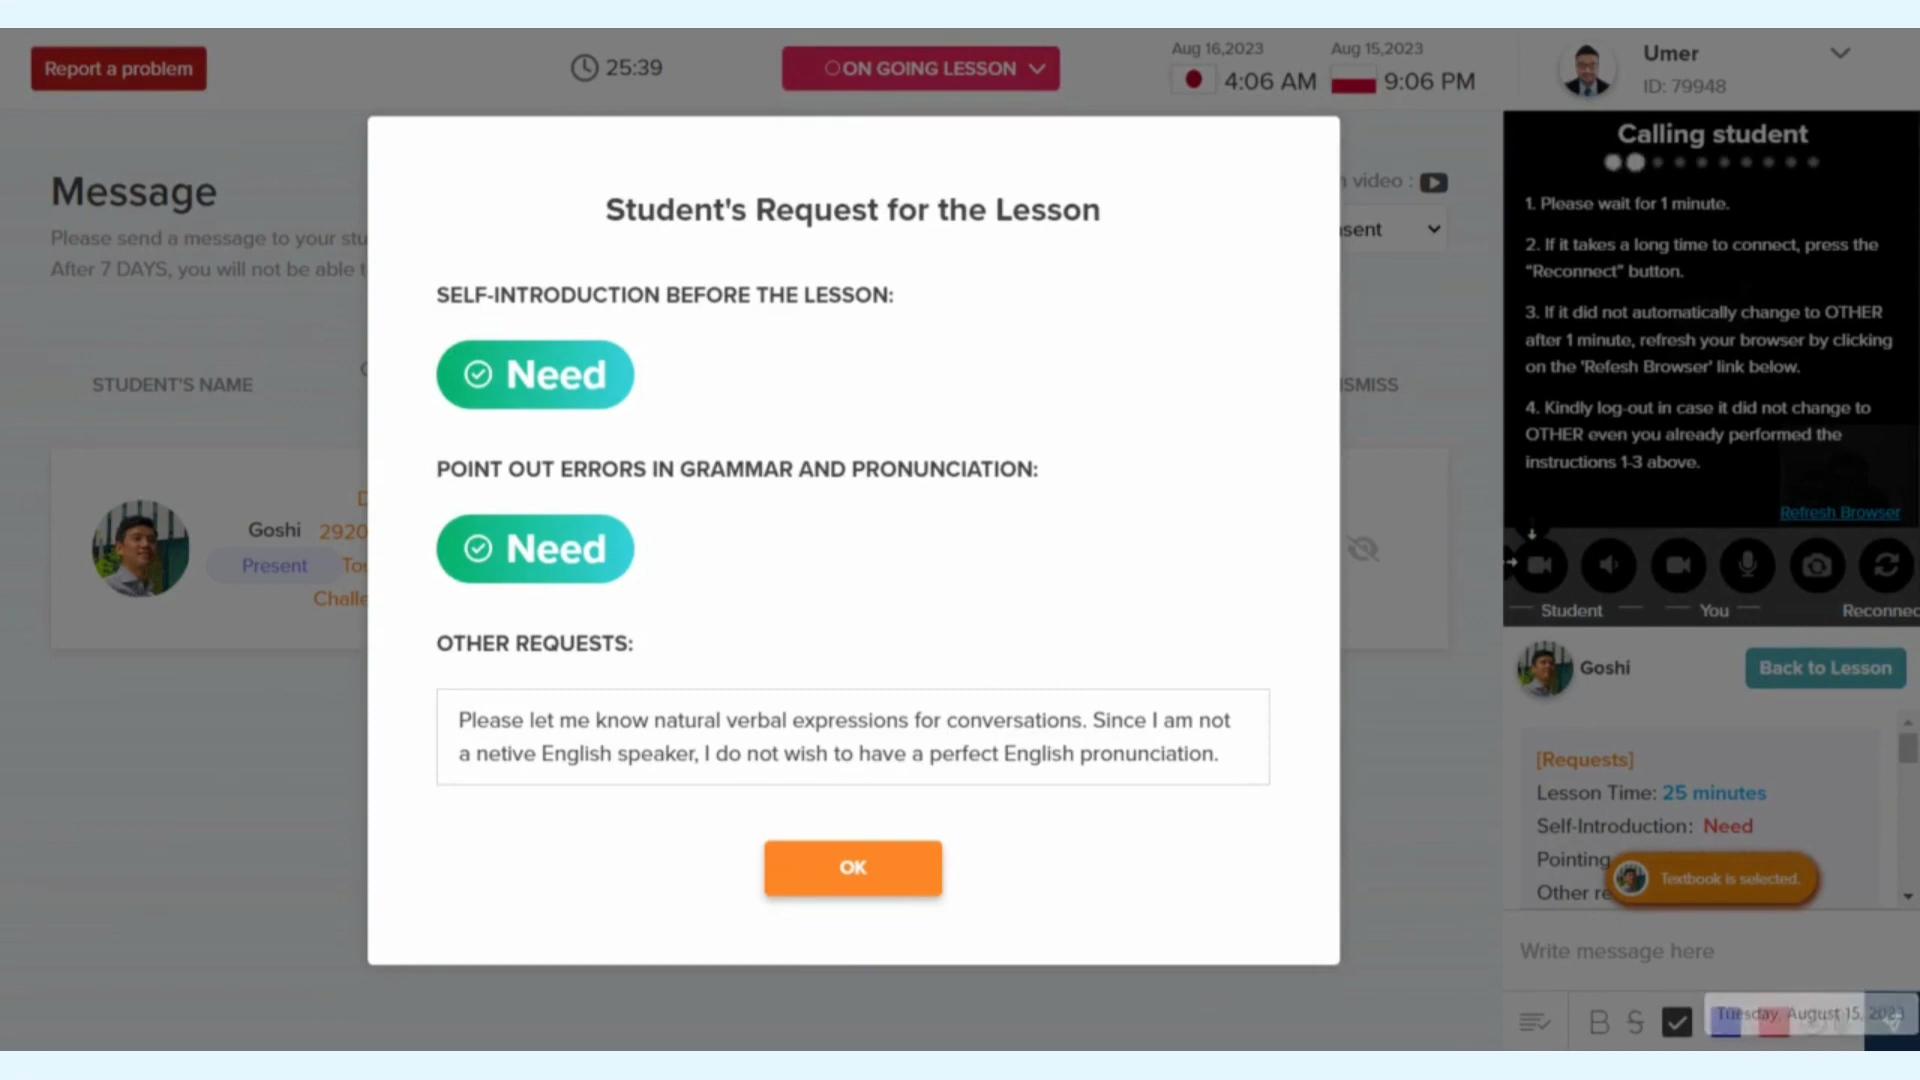 Report a problem
25:39
ON GOING LESSON
Aug 16,2023
4:06 AM
Aug 15,2023
9:06 PM
Umer
ID: 79948
Message
Please send a message to your stu
After 7 DAYS, you will not be able t
video :
sent
STUDENT'S NAME
ISMISS
Goshi
2920
Present
Challe
Student's Request for the Lesson
SELF-INTRODUCTION BEFORE THE LESSON:
Need
POINT OUT ERRORS IN GRAMMAR AND PRONUNCIATION:
Need
OTHER REQUESTS:
Please let me know natural verbal expressions for conversations. Since I am not
a netive English speaker, I do not wish to have a perfect English pronunciation.
OK
Calling student
1. Please wait for 1 minute.
2. If it takes a long time to connect, press the
"Reconnect" button.
3. If it did not automatically change to OTHER
after 1 minute, refresh your browser by clicking
on the 'Refesh Browser' link below.
4. Kindly log-out in case it did not change to
OTHER even you already performed the
instructions 1-3 above.
Refresh Browser
Student
You
Reconnec
Goshi
Back to Lesson
[Requests]
Lesson Time: 25 minutes
Self-Introduction: Need
Pointing
Other re
Textbook is selected.
Write message here
B S
Tuesday, August 15, 2023